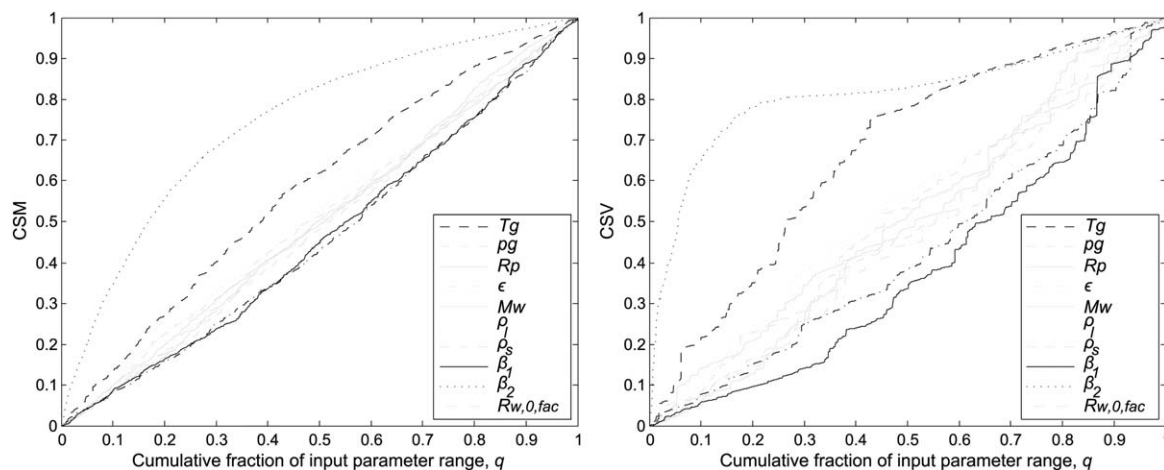 1
0.9
0.8
0.7
0.6
0.5
0.4
0.3
0.2
0.1
0
CSM
0 0.1 0.2 0.3 0.4 0.5 0.6 0.7 0.8 0.9 1
Cumulative fraction of input parameter range, q
Tg
pg
Rp
ϵ
Mw
ρl
ρs
β1
β2
Rw,0,fac
1
0.9
0.8
0.7
0.6
0.5
0.4
0.3
0.2
0.1
0
CSV
0 0.1 0.2 0.3 0.4 0.5 0.6 0.7 0.8 0.9 1
Cumulative fraction of input parameter range, q
Tg
pg
Rp
ϵ
Mw
ρl
ρs
β1
β2
Rw,0,fac